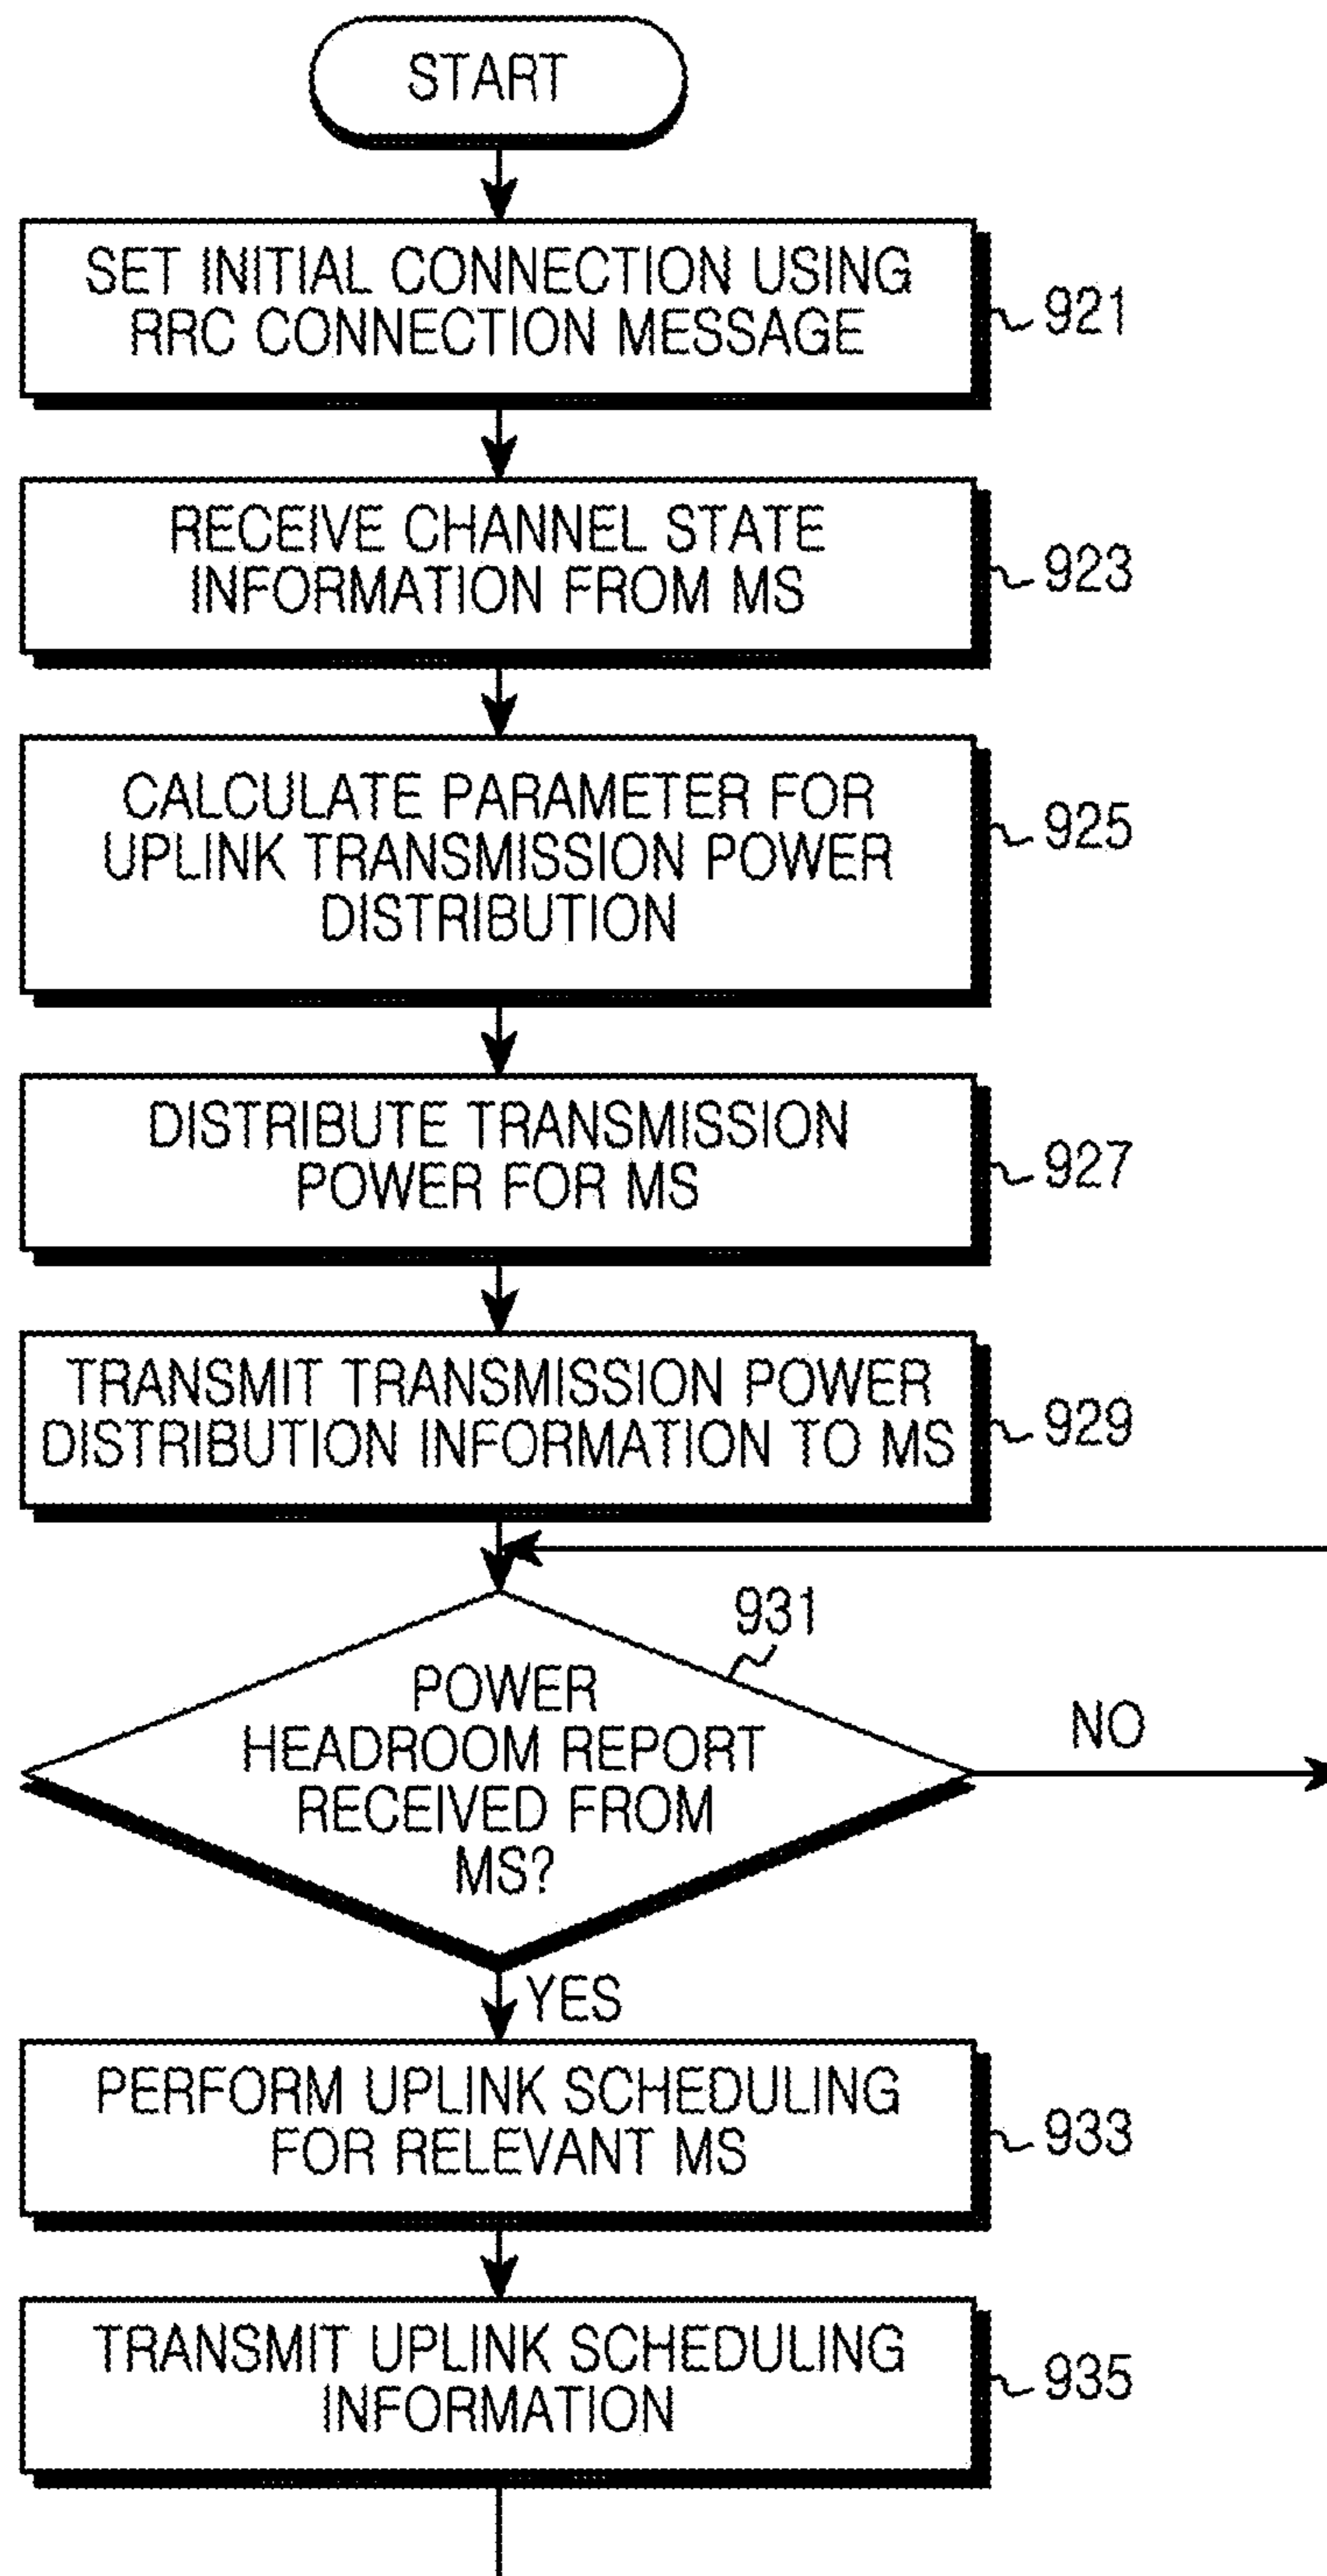 START
SET INITIAL CONNECTION USING
RRC CONNECTION MESSAGE
921
RECEIVE CHANNEL STATE
INFORMATION FROM MS
923
CALCULATE PARAMETER FOR
UPLINK TRANSMISSION POWER
DISTRIBUTION
925
DISTRIBUTE TRANSMISSION
POWER FOR MS
927
TRANSMIT TRANSMISSION POWER
DISTRIBUTION INFORMATION TO MS
929
931
POWER
HEADROOM REPORT
RECEIVED FROM
MS?
NO
YES
PERFORM UPLINK SCHEDULING
FOR RELEVANT MS
933
TRANSMIT UPLINK SCHEDULING
INFORMATION
935